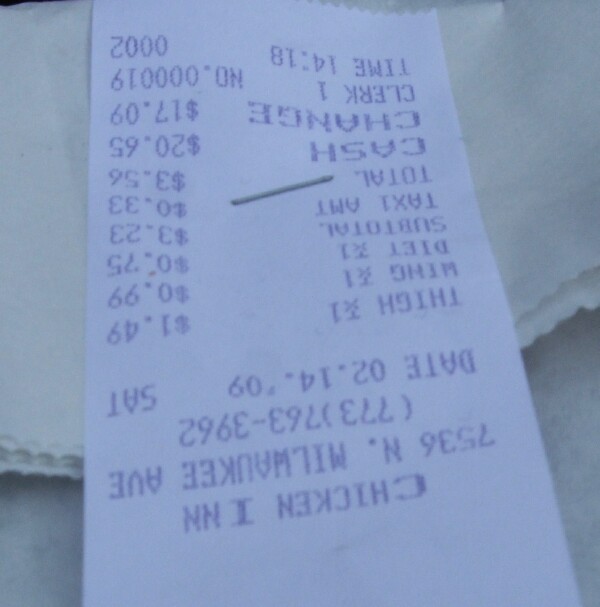 CHICKEN INN
7536 N. MILWAUKEE AVE
(773)763-3962
DATE 02.14.'09 SAT
THIGH X1 $1.49
WING X1 $0.99
DIET X1 $0.75
SUBTOTAL $3.23
TAX1 AMT $0.33
TOTAL $3.56
CASH $20.65
CHANGE $17.09
CLERK 1 NO.000019
TIME 14:18 0002